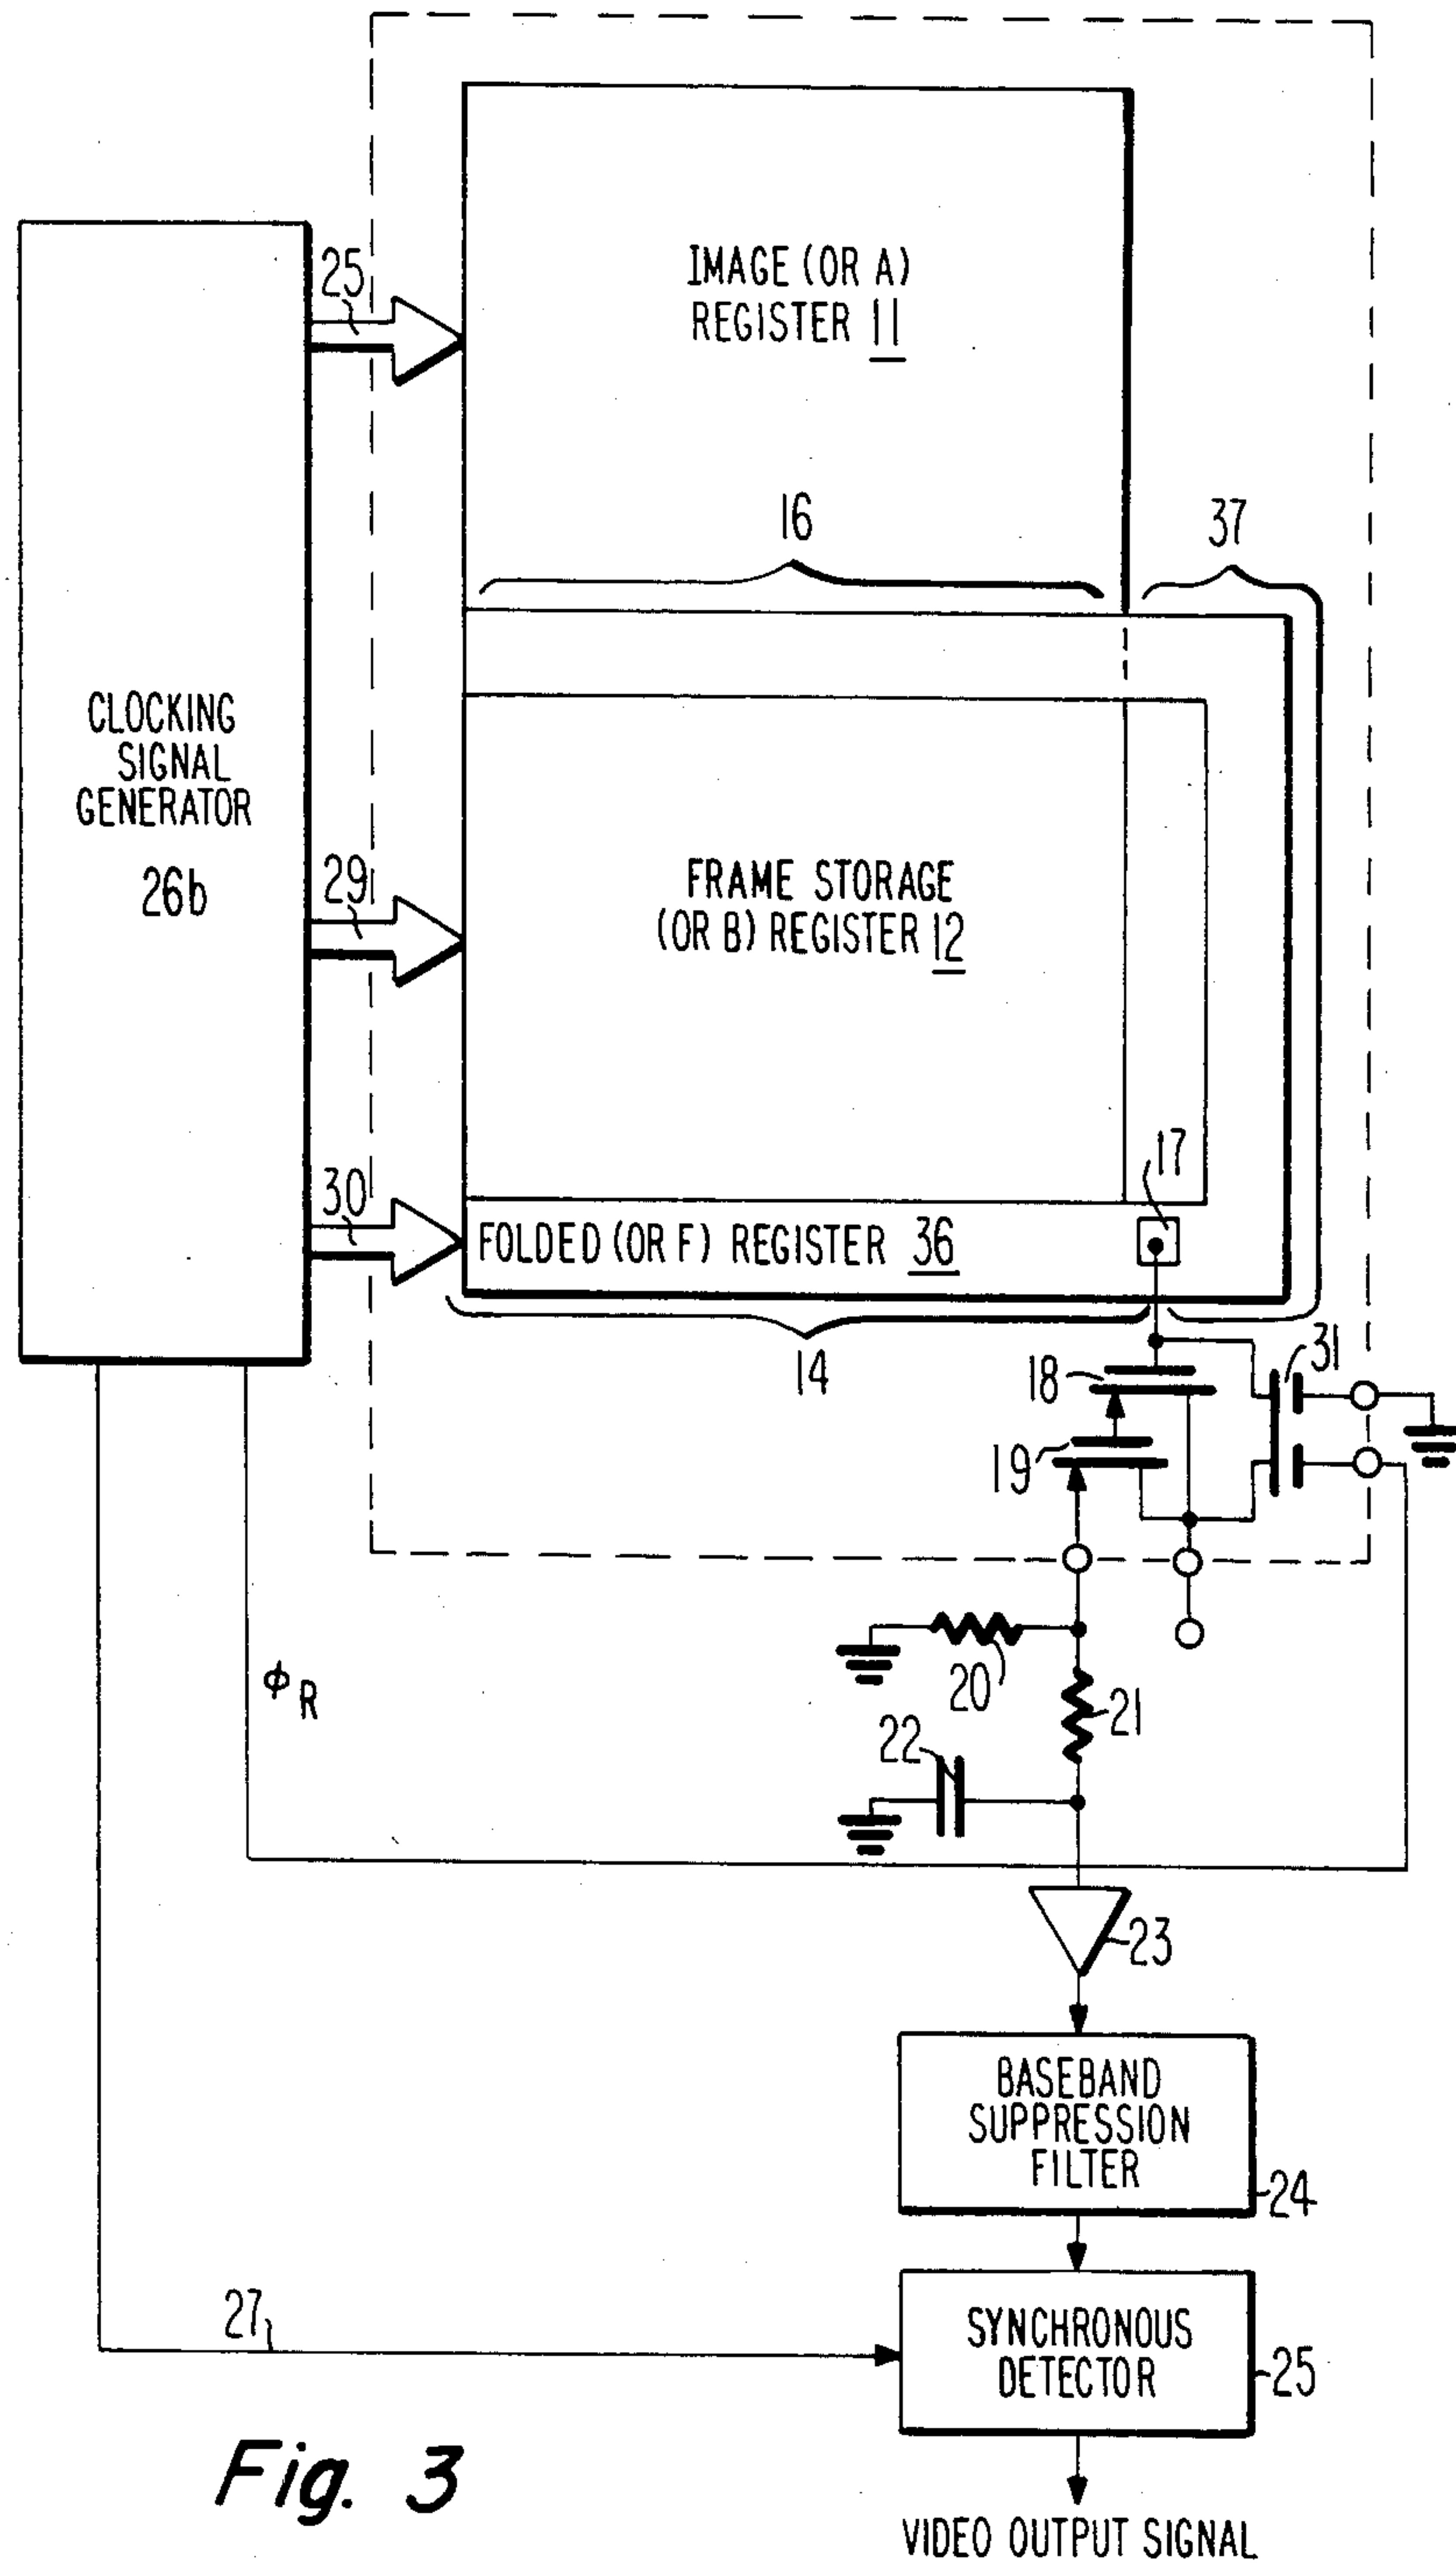 25
IMAGE (OR A)
REGISTER 11
16
37
CLOCKING
SIGNAL
GENERATOR
26b
29
FRAME STORAGE
(OR B) REGISTER 12
17
30
FOLDED (OR F) REGISTER 36
14
18
31
19
ϕR
20
21
22
23
BASEBAND
SUPPRESSION
FILTER
24
27
SYNCHRONOUS
DETECTOR
25
Fig. 3
VIDEO OUTPUT SIGNAL